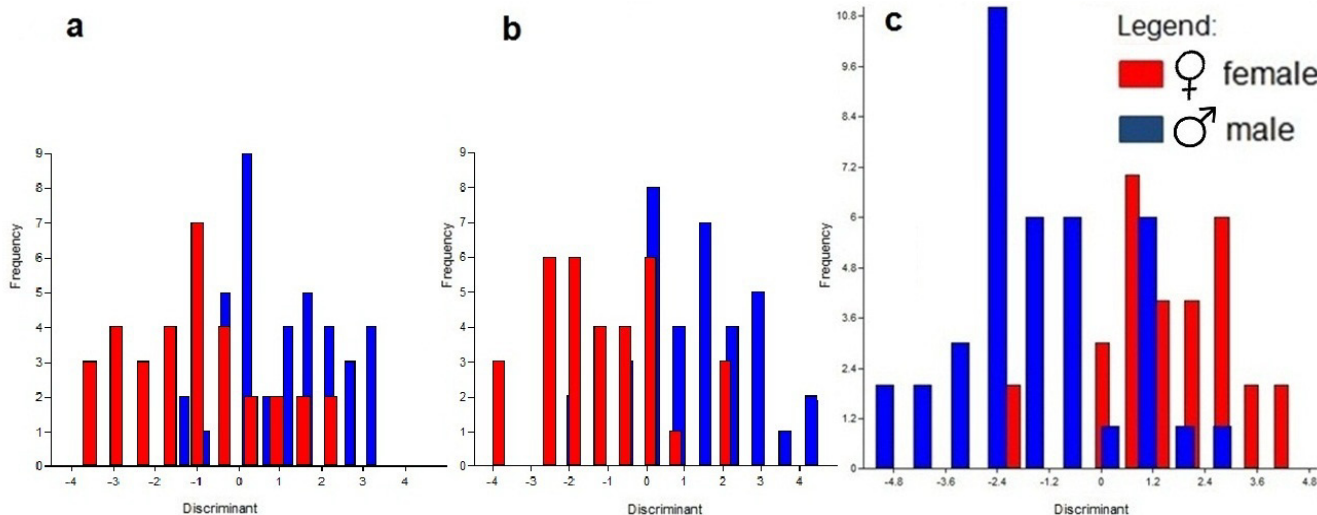 a
9
8
7
6
5
4
3
2
1
0
Frequency
-4 -3 -2 -1 0 1 2 3 4
Discriminant
b
9
8
7
6
5
4
3
2
1
0
Frequency
-4 -3 -2 -1 0 1 2 3 4
Discriminant
c
Legend:
♀ female
♂ male
10.8
9.6
8.4
7.2
6
4.8
3.6
2.4
1.2
0
Frequency
-4.8 -3.6 -2.4 -1.2 0 1.2 2.4 3.6 4.8
Discriminant